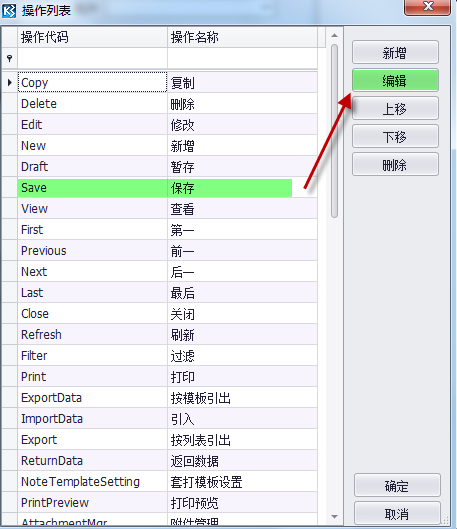 操作列表
操作代码 操作名称
Copy 复制
Delete 删除
Edit 修改
New 新增
Draft 暂存
Save 保存
View 查看
First 第一
Previous 前一
Next 后一
Last 最后
Close 关闭
Refresh 刷新
Filter 过滤
Print 打印
ExportData 按模板引出
ImportData 引入
Export 按列表引出
ReturnData 返回数据
NoteTemplateSetting 套打模板设置
PrintPreview 打印预览
AttachmentMgr 附件管理
新增
编辑
上移
下移
删除
确定
取消